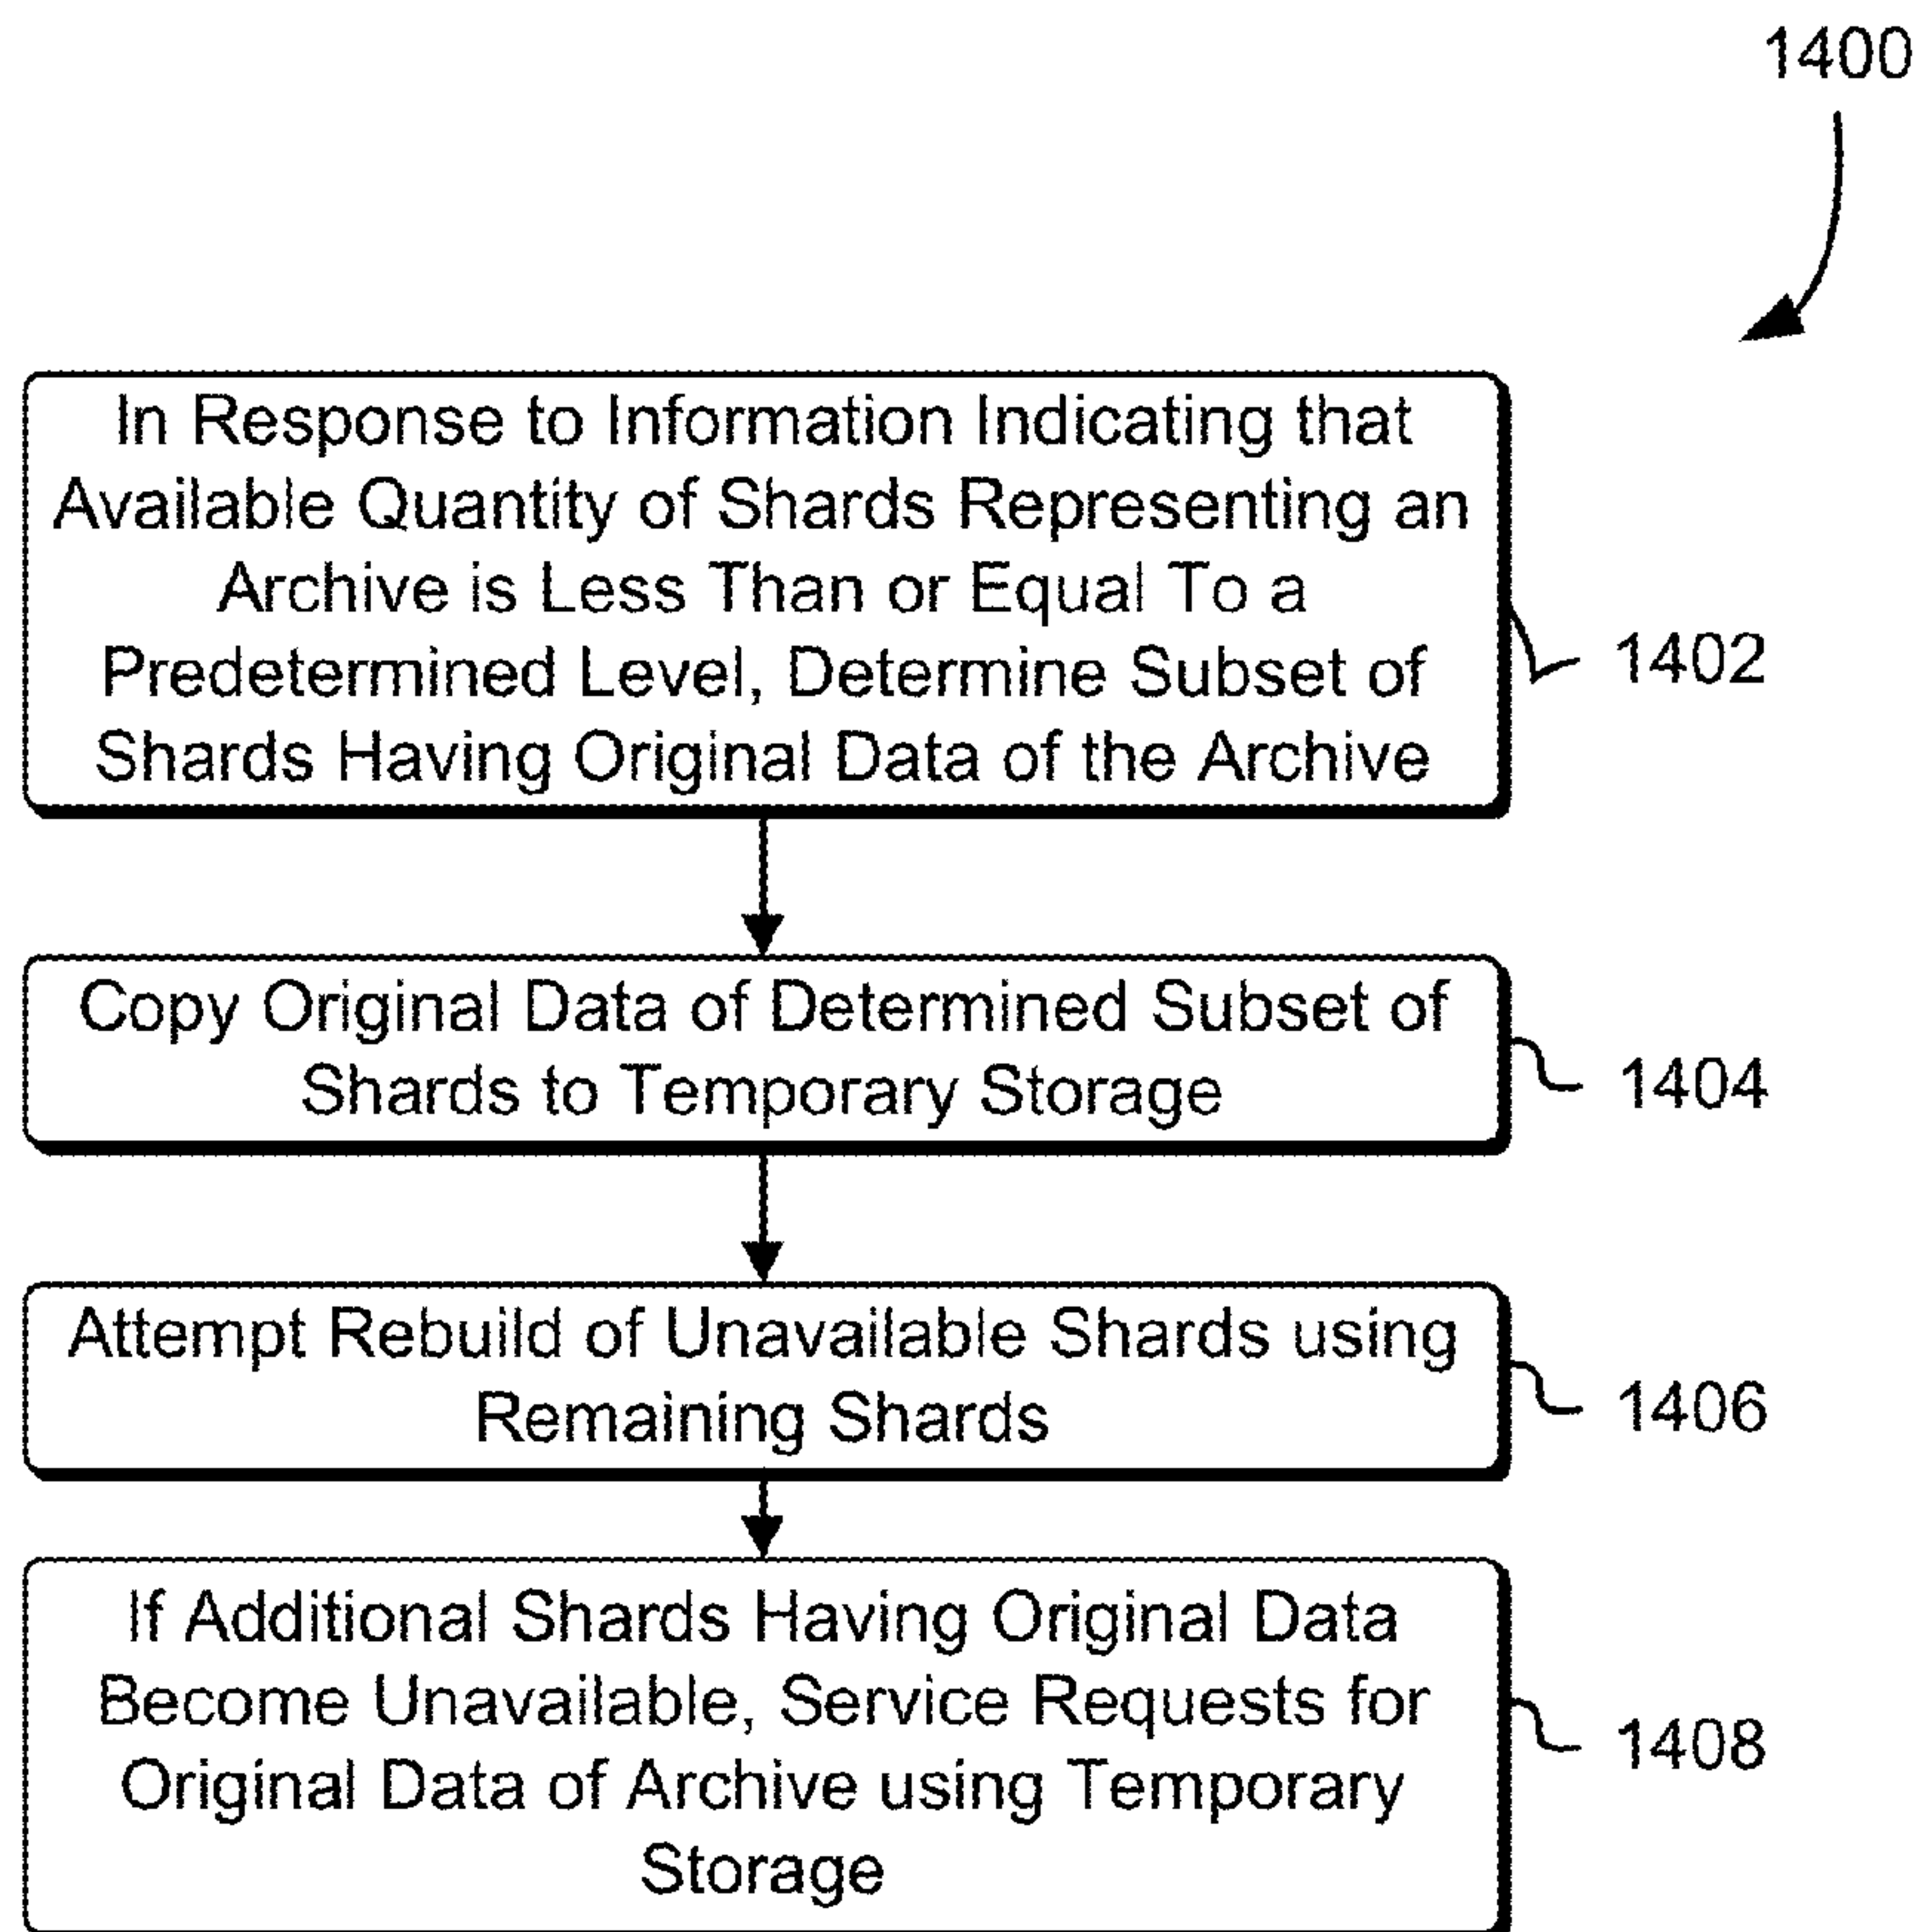 1400
In Response to Information Indicating that
Available Quantity of Shards Representing an
Archive is Less Than or Equal To a
Predetermined Level, Determine Subset of
Shards Having Original Data of the Archive
1402
Copy Original Data of Determined Subset of
Shards to Temporary Storage
1404
Attempt Rebuild of Unavailable Shards using
Remaining Shards
1406
If Additional Shards Having Original Data
Become Unavailable, Service Requests for
Original Data of Archive using Temporary
Storage
1408